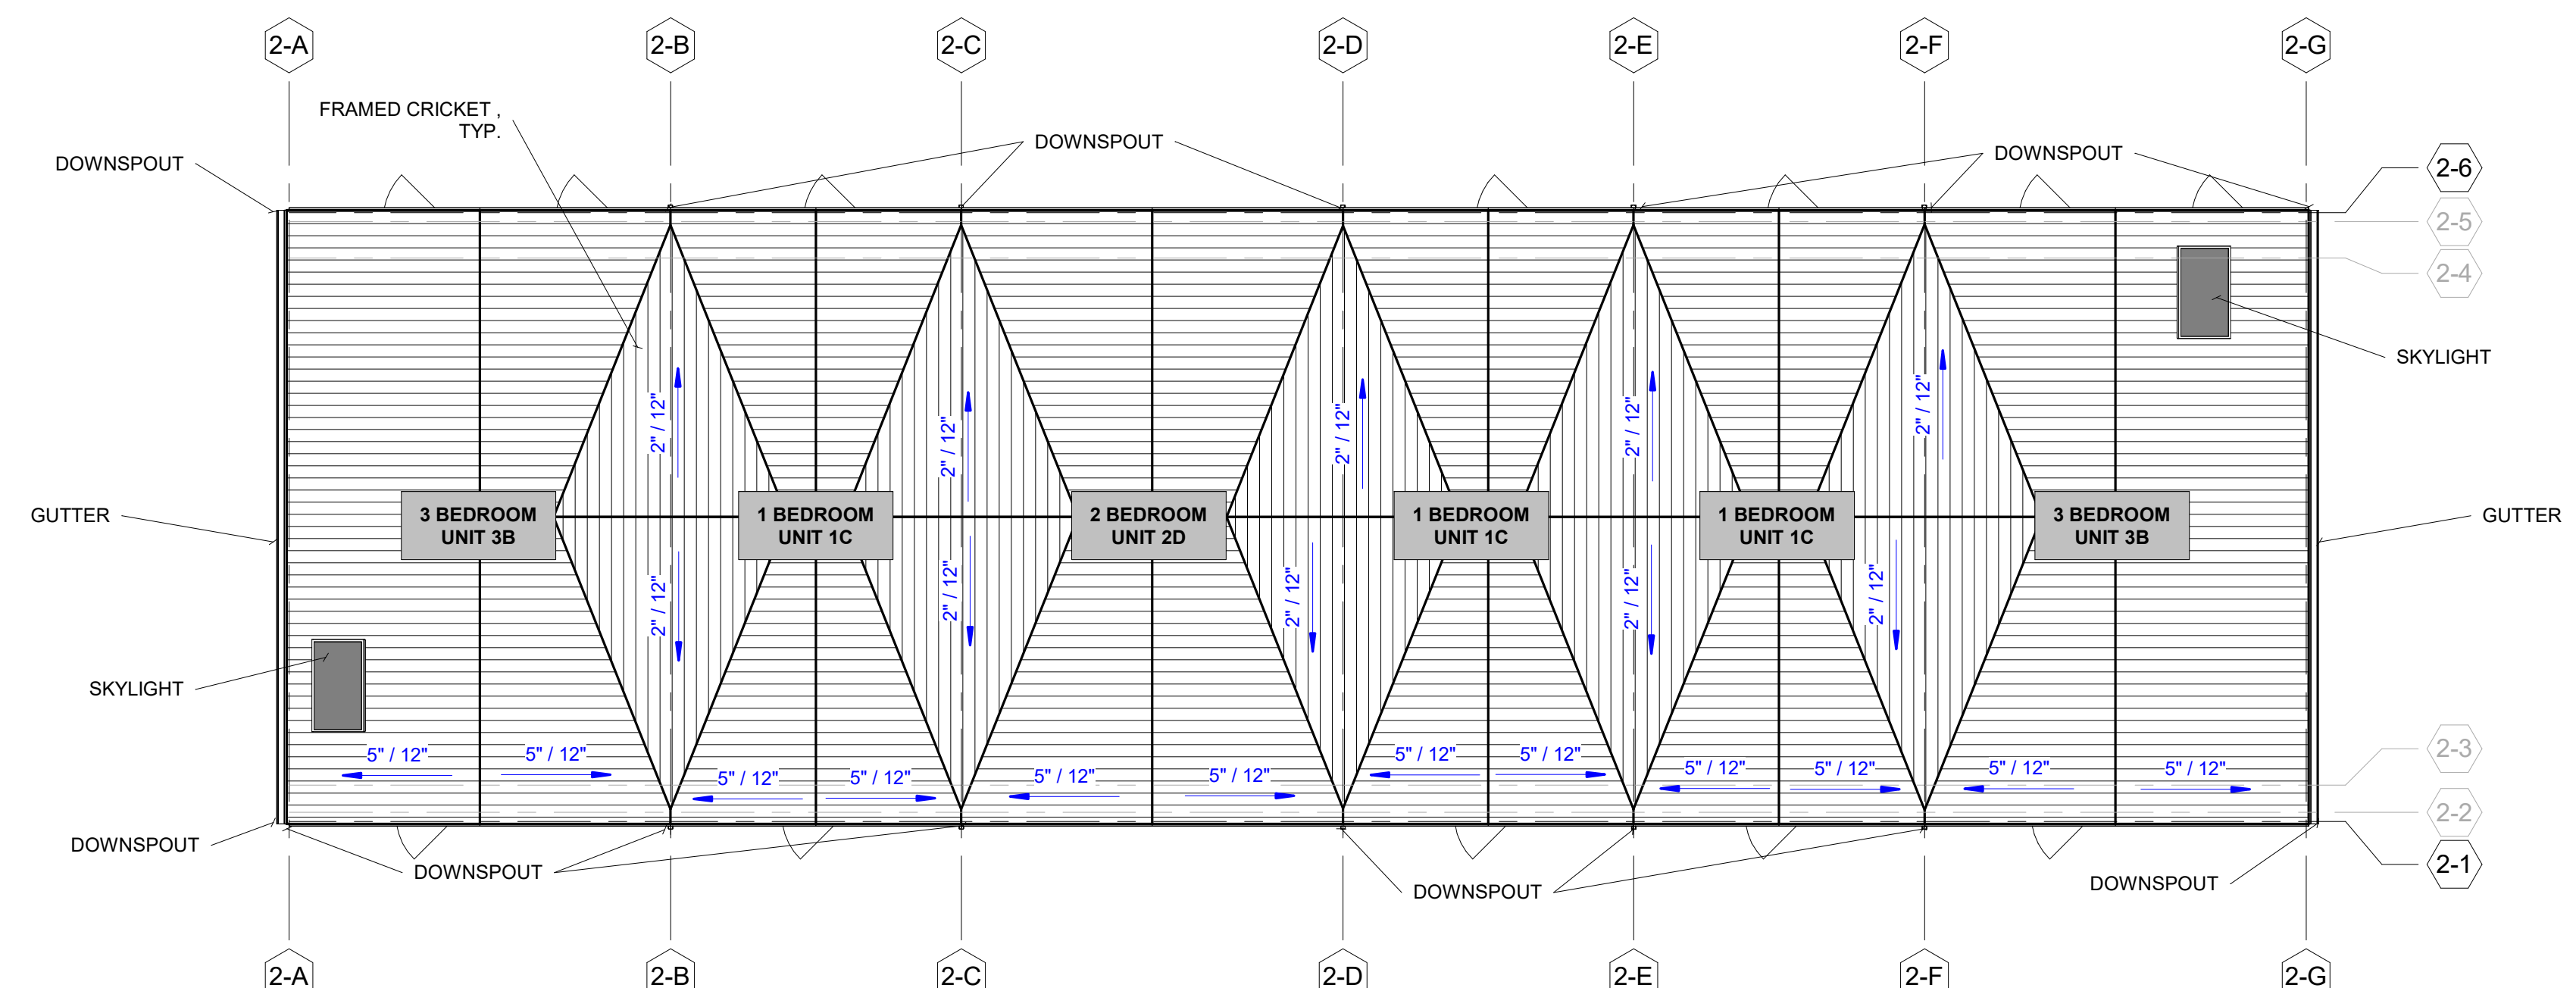 2-A
2-B
2-C
2-D
2-E
2-F
2-G
FRAMED CRICKET ,
TYP.
DOWNSPOUT
DOWNSPOUT
DOWNSPOUT
2-6
2-5
2-4
SKYLIGHT
2" / 12"
2" / 12"
2" / 12"
2" / 12"
2" / 12"
GUTTER
3 BEDROOM
UNIT 3B
1 BEDROOM
UNIT 1C
2 BEDROOM
UNIT 2D
1 BEDROOM
UNIT 1C
1 BEDROOM
UNIT 1C
3 BEDROOM
UNIT 3B
GUTTER
2" / 12"
2" / 12"
2" / 12"
2" / 12"
2" / 12"
SKYLIGHT
5" / 12"
5" / 12"
5" / 12"
5" / 12"
5" / 12"
5" / 12"
5" / 12"
5" / 12"
5" / 12"
5" / 12"
5" / 12"
5" / 12"
2-3
2-2
2-1
DOWNSPOUT
DOWNSPOUT
DOWNSPOUT
DOWNSPOUT
2-A
2-B
2-C
2-D
2-E
2-F
2-G